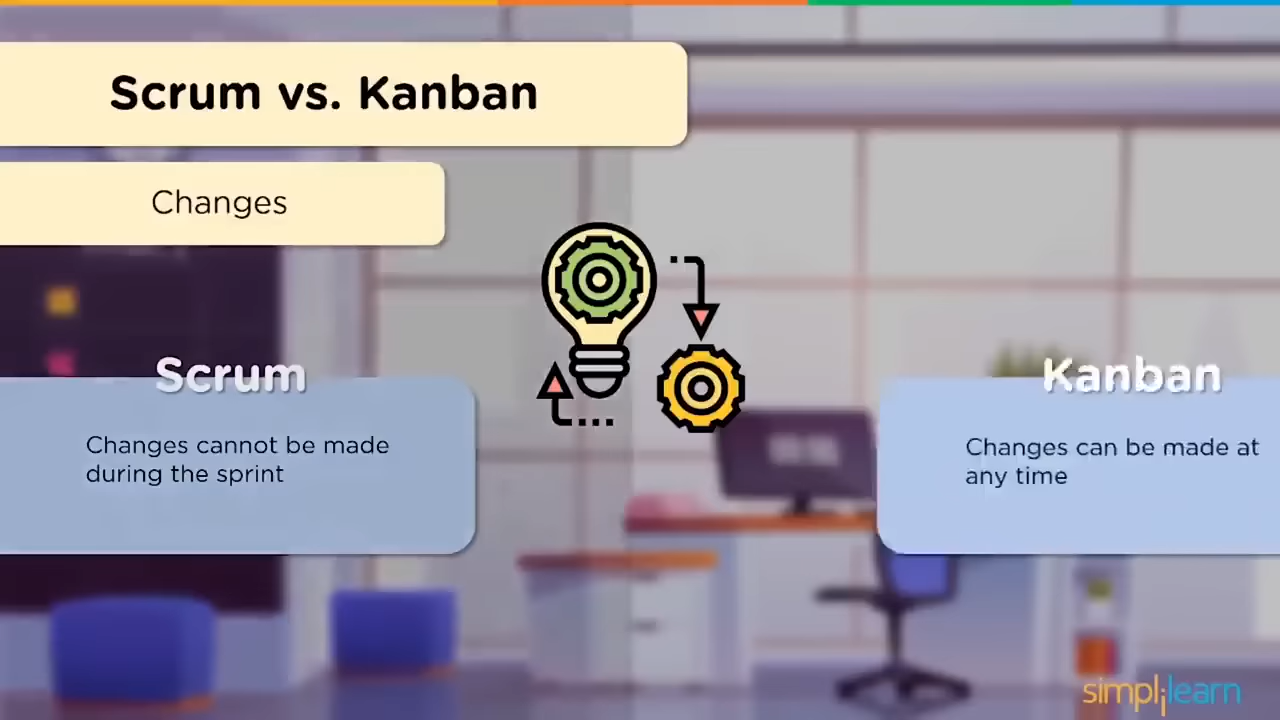 Scrum vs. Kanban
Changes
Scrum
Changes cannot be made
during the sprint
Kanban
Changes can be made at
any time
simplilearn